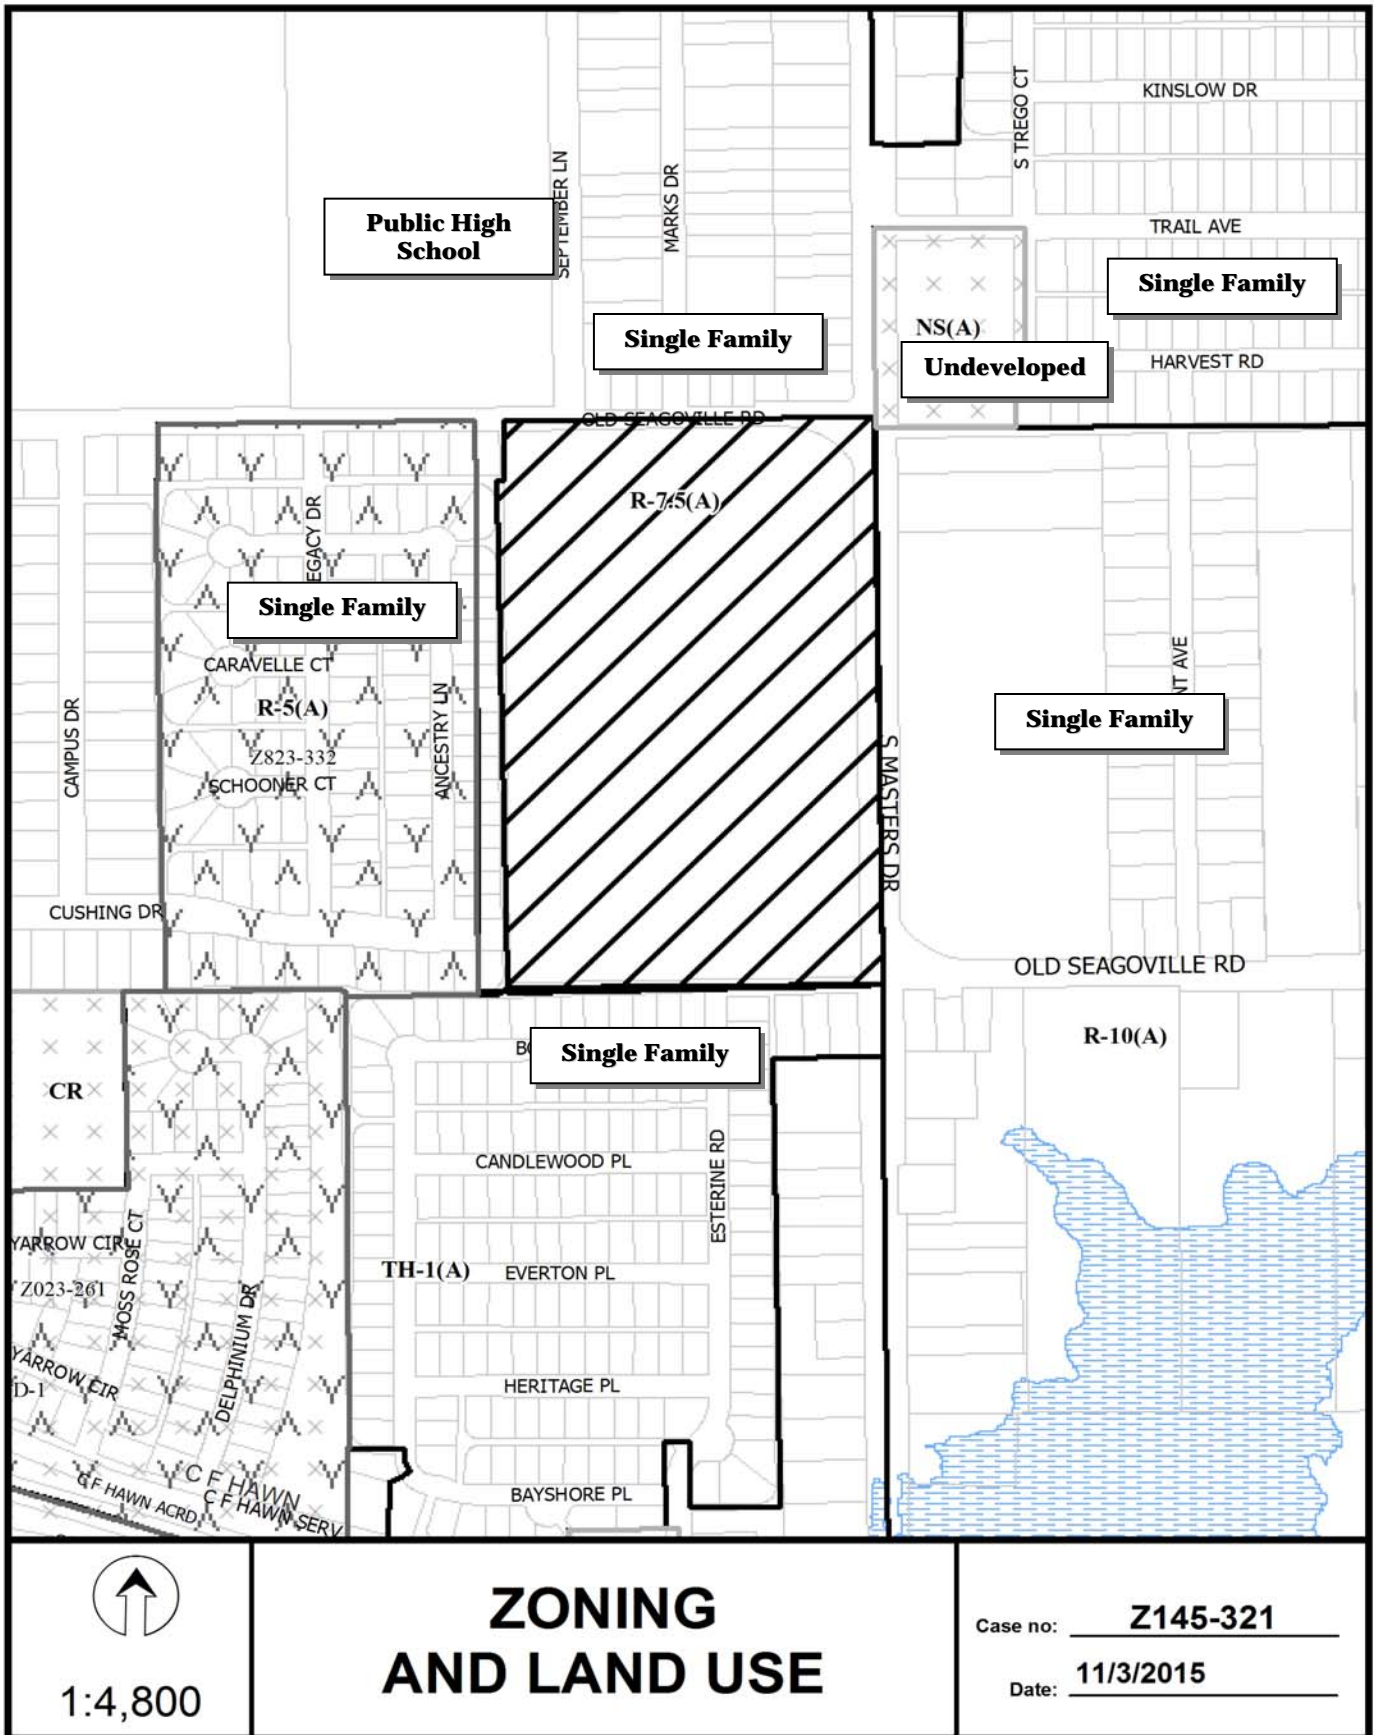 KINSLOW DR
S TREGO CT
SEPTEMBER LN
MARKS DR
Public High
School
TRAIL AVE
Single Family
NS(A)
Single Family
Undeveloped
HARVEST RD
OLD SEAGOVILLE RD
R-7.5(A)
EGACY DR
Single Family
CARAVELLE CT
R-5(A)
ANCESTRY LN
CAMPUS DR
Z823-332
SCHOONER CT
NT AVE
Single Family
S MASTERS DR
CUSHING DR
OLD SEAGOVILLE RD
R-10(A)
Single Family
CR
CANDLEWOOD PL
ESTERINE RD
YARROW CIR
MOSS ROSE CT
TH-1(A)
EVERTON PL
Z023-261
DELPHINIUM DR
YARROW CIR
D-1
HERITAGE PL
C F HAWN
C F HAWN ACRD
C F HAWN SERV
BAYSHORE PL
1:4,800
ZONING
AND LAND USE
Case no: Z145-321
Date: 11/3/2015